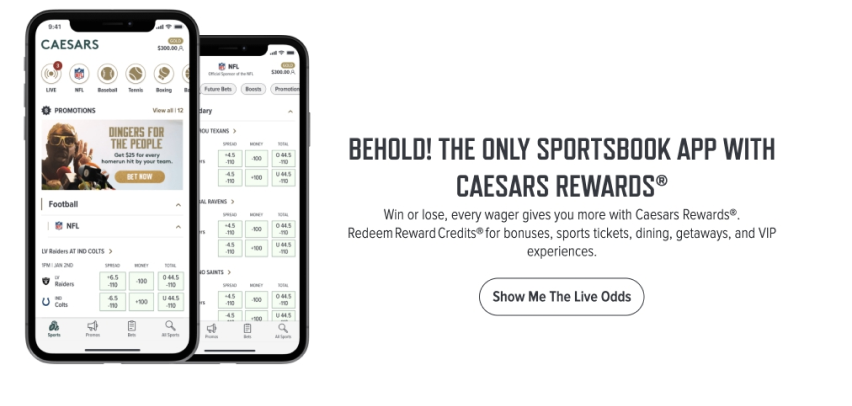 9:41
CAESARS
GOLD
$300.00
3
LIVE
NFL
Baseball
Tennis
Boxing
PROMOTIONS
View all | 12
DINGERS FOR
THE PEOPLE
Get $25 for every
homerun hit by your team.
BET NOW
Football
NFL
LV Raiders AT IND COLTS >
1PM | JAN 2ND
SPREAD
MONEY
TOTAL
LV
Raiders
+6.5
-110
-100
O 44.5
-110
IND
Colts
-6.5
-110
+100
U 44.5
-110
Sports
Promos
Bets
All Sports
NFL
Official Sponsor of the NFL
GOLD
$300.00
Future Bets
Boosts
Promotion
dary
OU TEXANS >
SPREAD
MONEY
TOTAL
+4.5
-110
-100
O 44.5
-110
-4.5
-110
+100
U 44.5
-110
AL RAVENS >
SPREAD
MONEY
TOTAL
+4.5
-110
-100
O 44.5
-110
-4.5
-110
+100
U 44.5
-110
NO SAINTS >
SPREAD
MONEY
TOTAL
+4.5
-110
-100
O 44.5
-110
-4.5
-110
+100
U 44.5
-110
Promos
Bets
All Sports
BEHOLD! THE ONLY SPORTSBOOK APP WITH
CAESARS REWARDS®
Win or lose, every wager gives you more with Caesars Rewards®.
Redeem Reward Credits® for bonuses, sports tickets, dining, getaways, and VIP
experiences.
Show Me The Live Odds